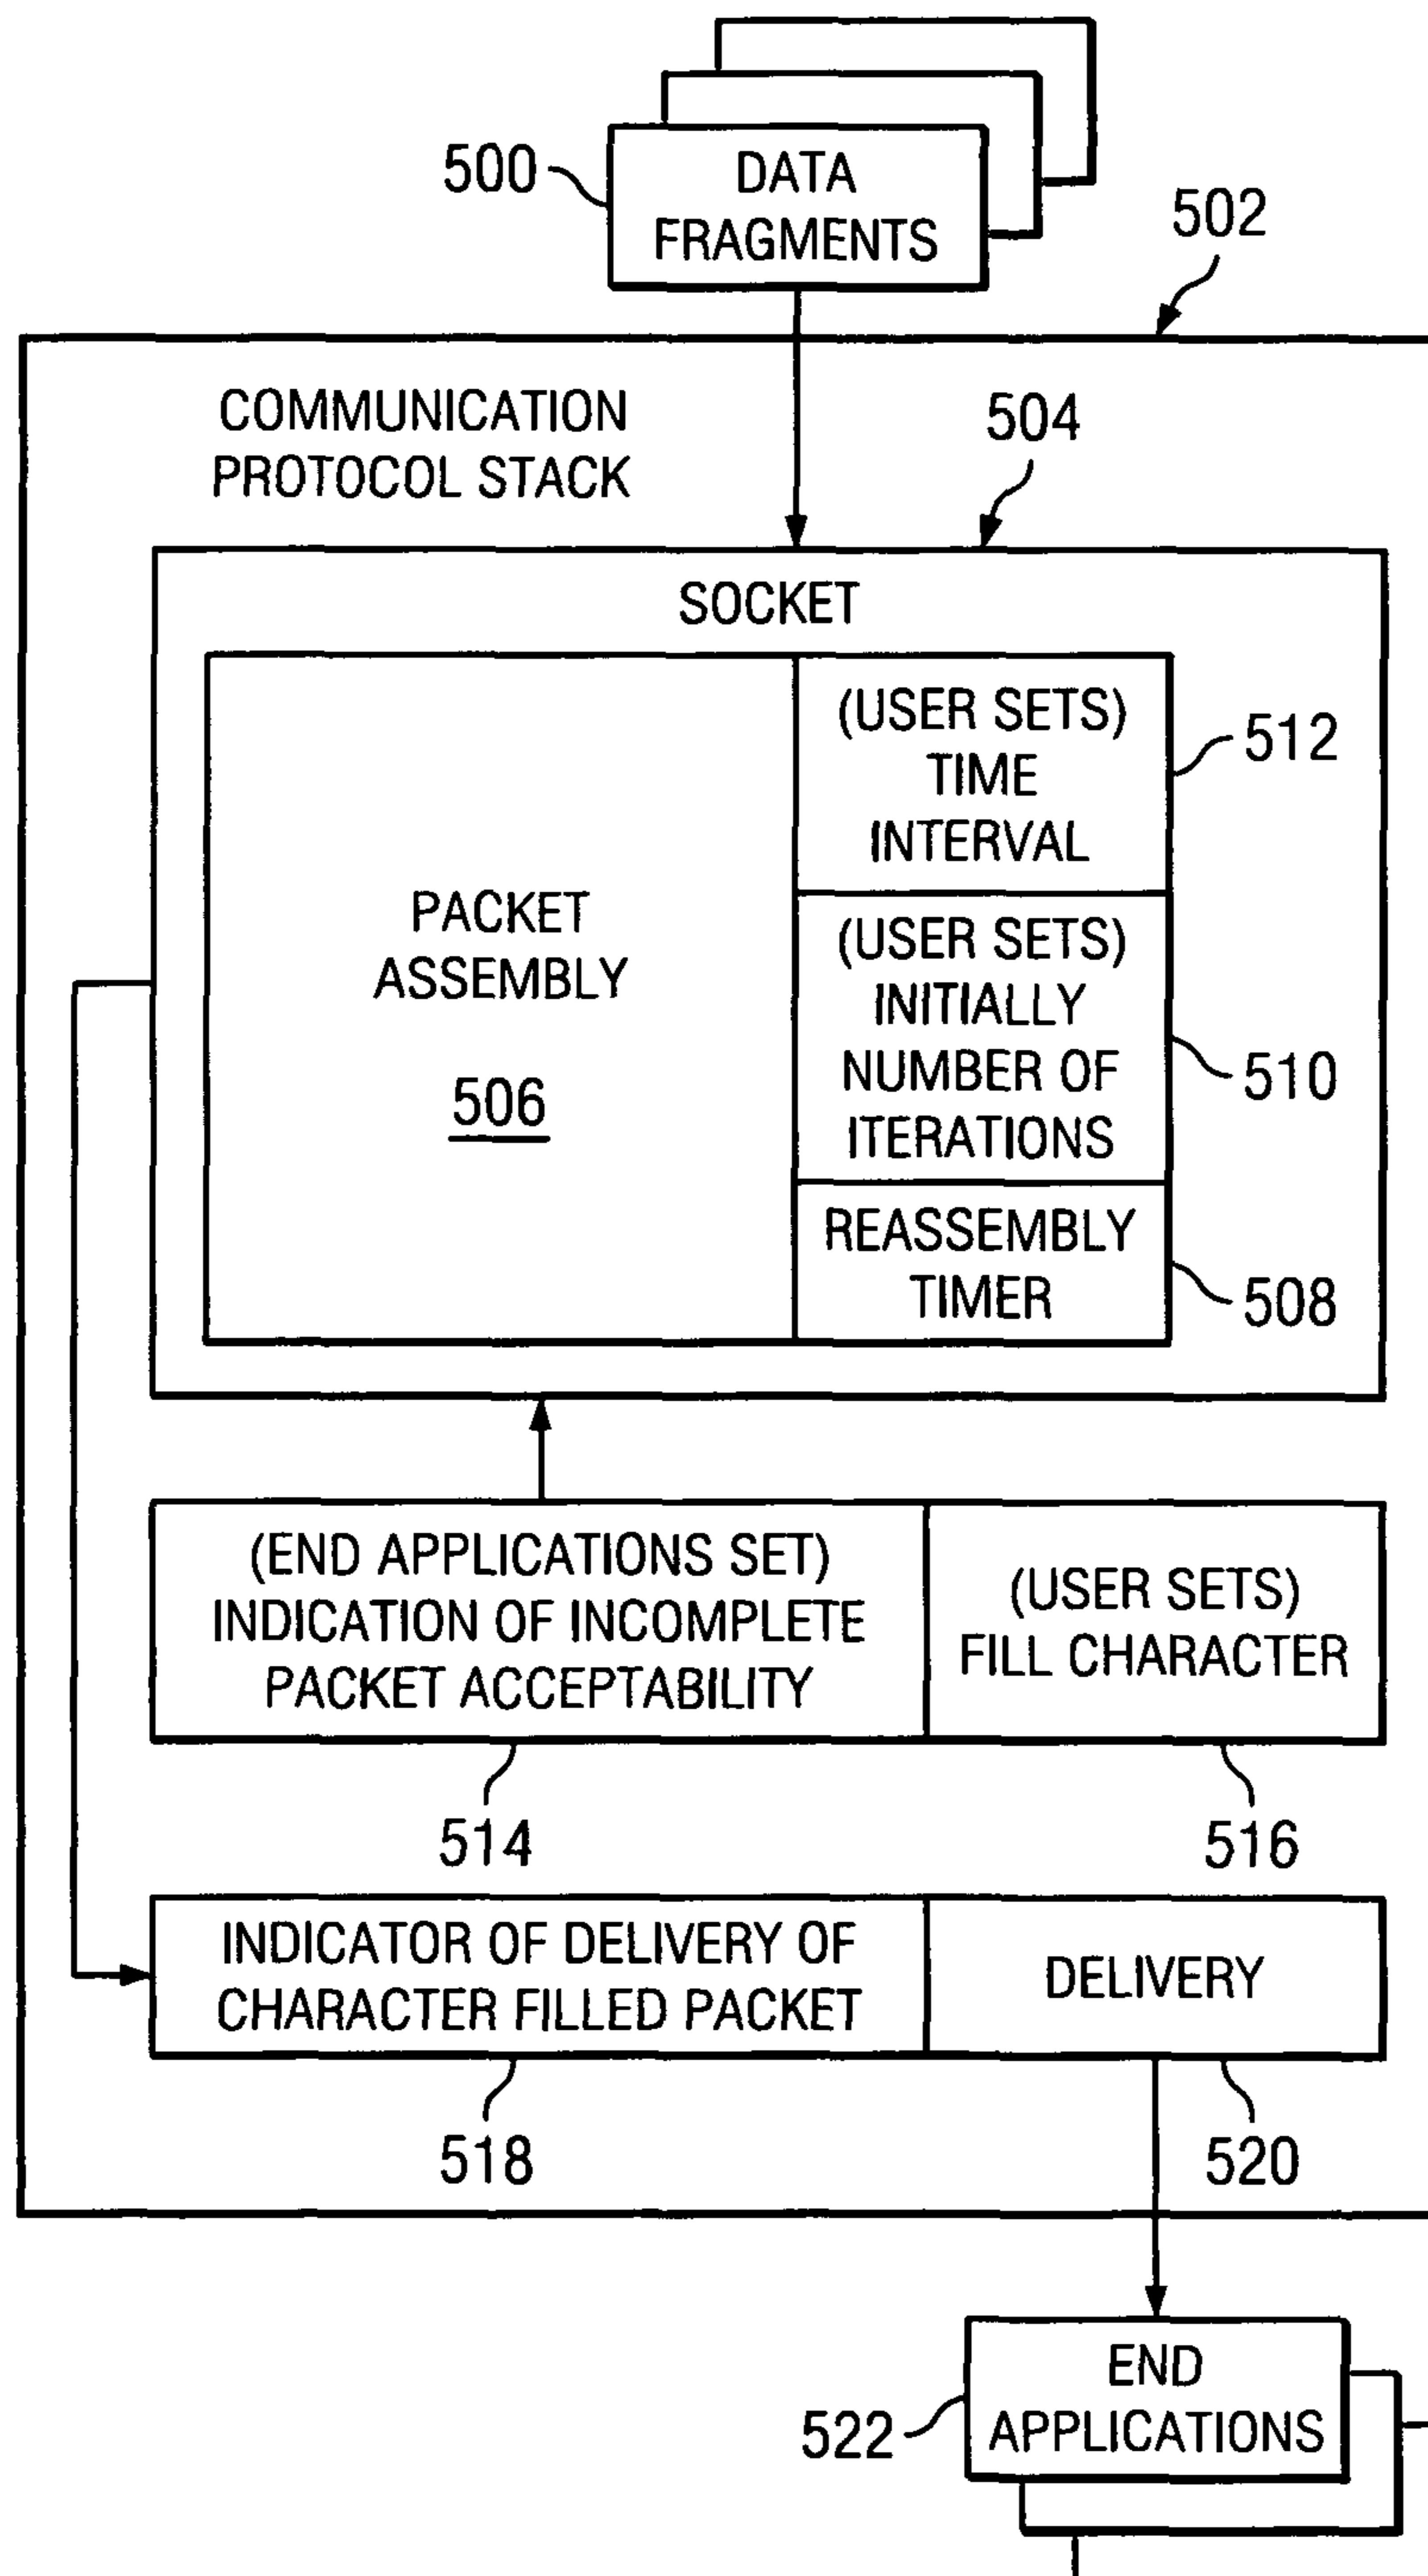 500
DATA
FRAGMENTS
502
COMMUNICATION
PROTOCOL STACK
504
SOCKET
PACKET
ASSEMBLY
506
(USER SETS)
TIME
INTERVAL
512
(USER SETS)
INITIALLY
NUMBER OF
ITERATIONS
510
REASSEMBLY
TIMER
508
(END APPLICATIONS SET)
INDICATION OF INCOMPLETE
PACKET ACCEPTABILITY
(USER SETS)
FILL CHARACTER
514
516
INDICATOR OF DELIVERY OF
CHARACTER FILLED PACKET
DELIVERY
518
520
END
APPLICATIONS
522